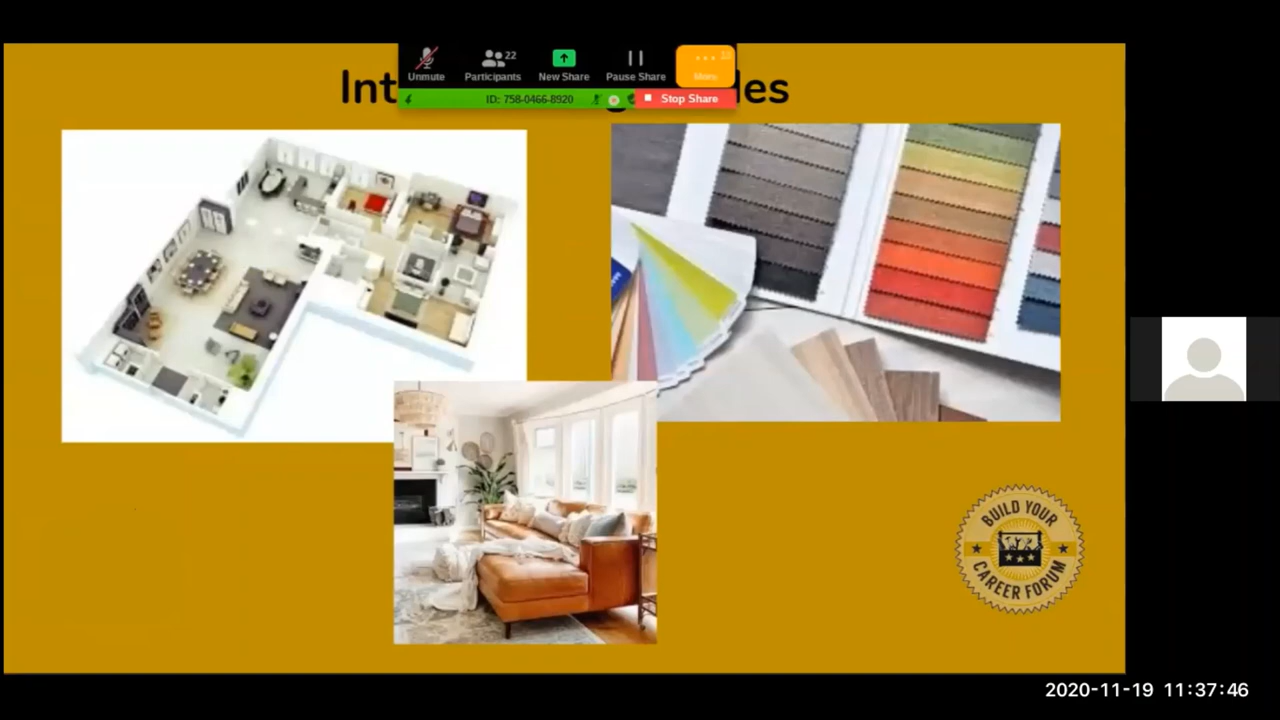 Int
les
22
Unmute
Participants
New Share
Pause Share
More
ID: 758-0466-8920
Stop Share
BUILD YOUR
CAREER FORUM
2020-11-19 11:37:46